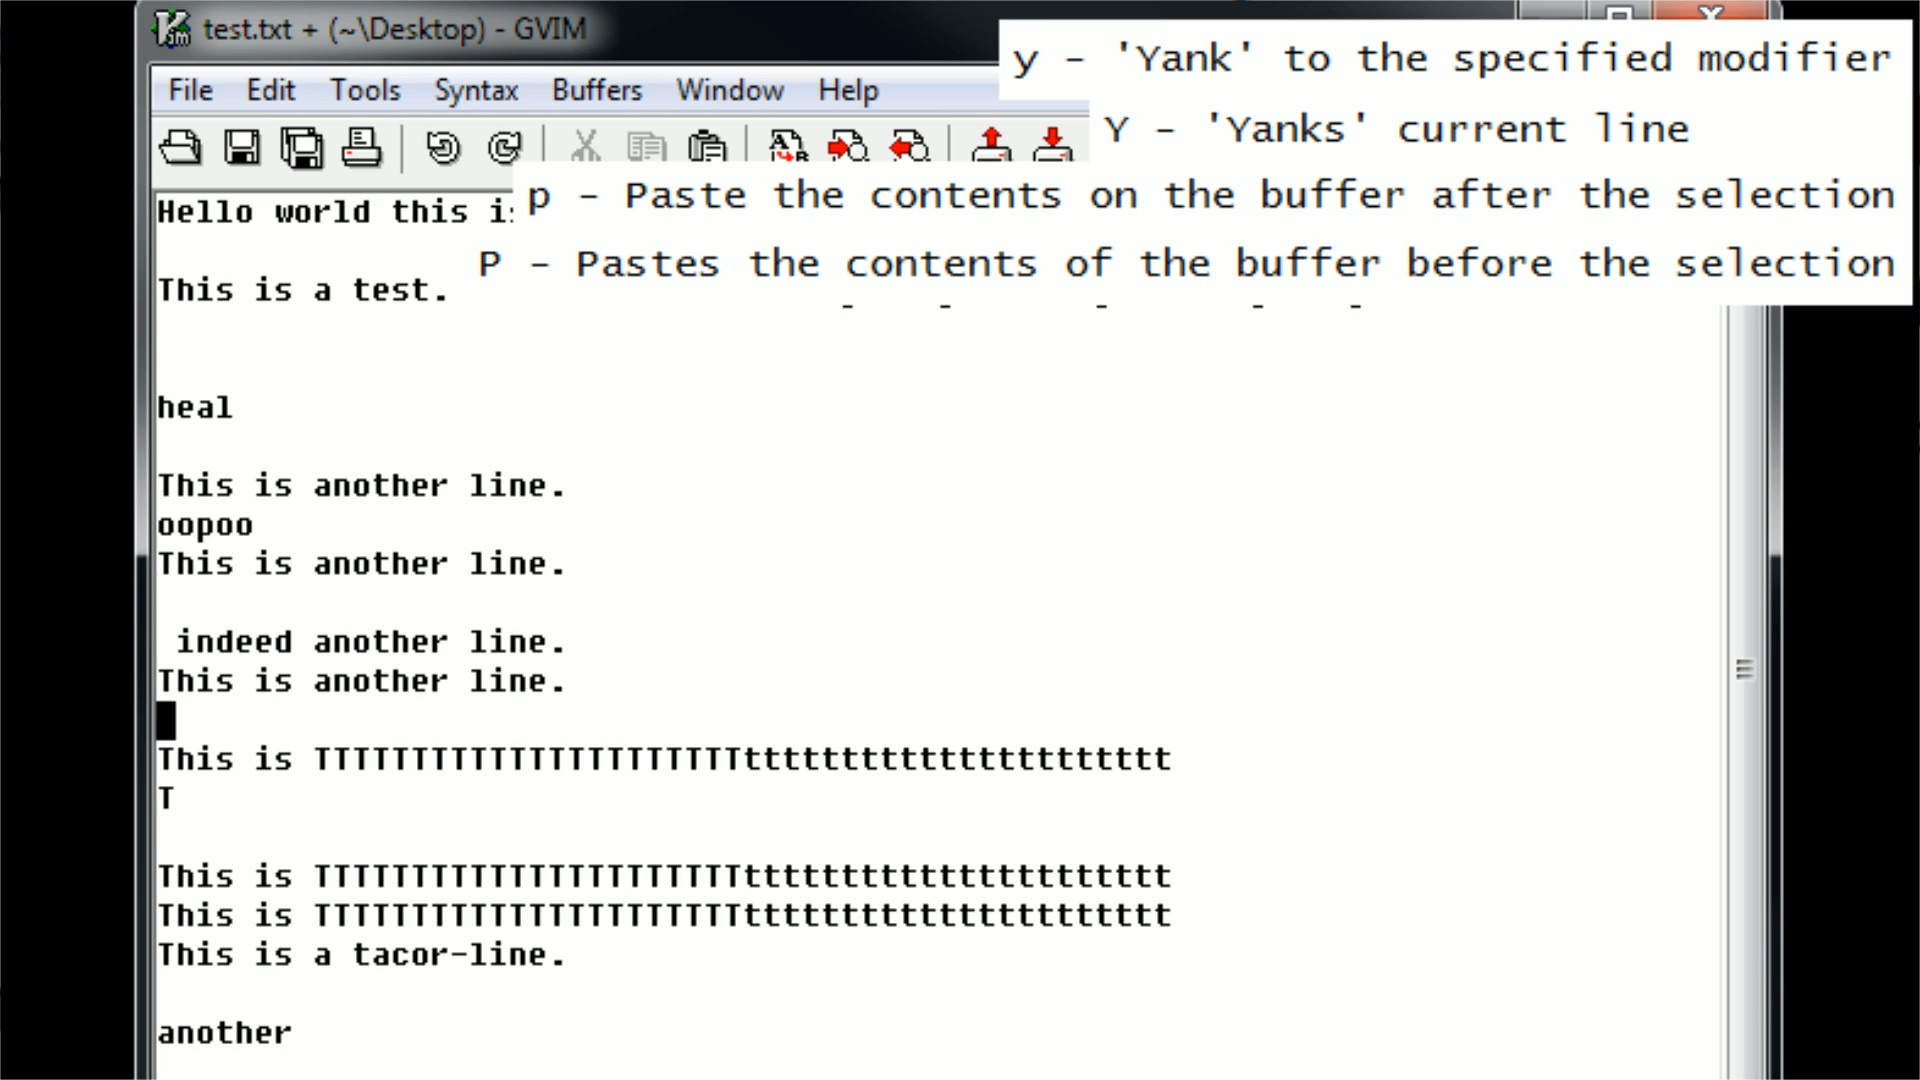 test.txt + (~\Desktop) - GVIM
y - 'Yank' to the specified modifier
File Edit Tools Syntax Buffers Window Help
Y - 'Yanks' current line
p - Paste the contents on the buffer after the selection
Hello world this
P - Pastes the contents of the buffer before the selection
This is a test.
heal
This is another line.
oopoo
This is another line.
indeed another line.
This is another line.
This is TTTTTTTTTTTTTTTTTTTTTTtttttttttttttttttttttt
T
This is TTTTTTTTTTTTTTTTTTTTTTtttttttttttttttttttttt
This is TTTTTTTTTTTTTTTTTTTTTTtttttttttttttttttttttt
This is a tacor-line.
another